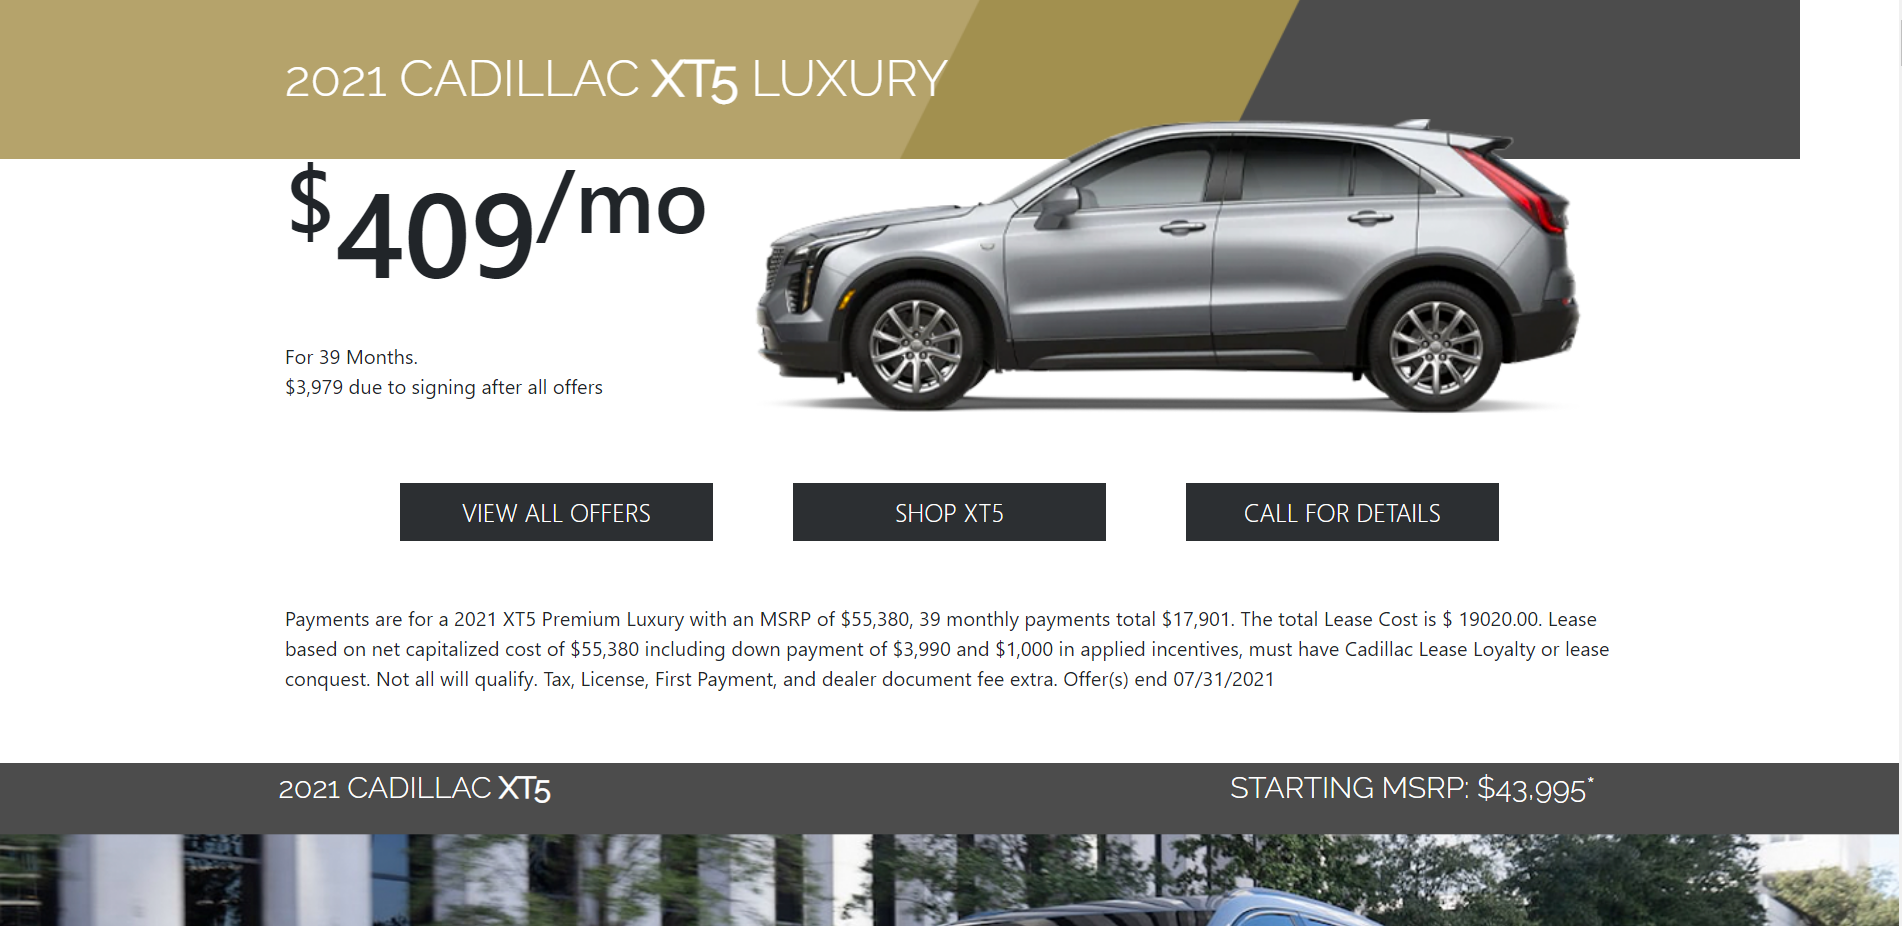 2021 CADILLAC XT5 LUXURY
$409/mo
For 39 Months.
$3,979 due to signing after all offers
VIEW ALL OFFERS
SHOP XT5
CALL FOR DETAILS
Payments are for a 2021 XT5 Premium Luxury with an MSRP of $55,380, 39 monthly payments total $17,901. The total Lease Cost is $ 19020.00. Lease
based on net capitalized cost of $55,380 including down payment of $3,990 and $1,000 in applied incentives, must have Cadillac Lease Loyalty or lease
conquest. Not all will qualify. Tax, License, First Payment, and dealer document fee extra. Offer(s) end 07/31/2021
2021 CADILLAC XT5
STARTING MSRP: $43,995*